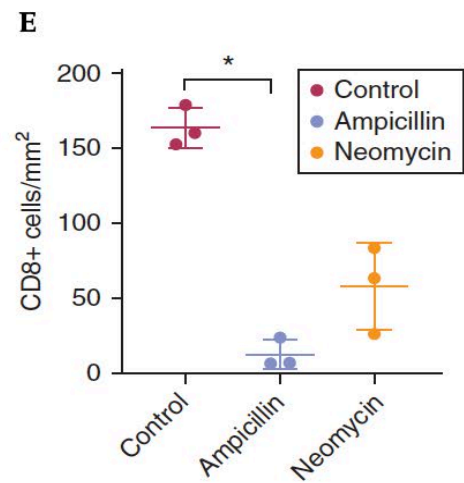 E
*
Control
Ampicillin
Neomycin
200
150
100
50
0
CD8+ cells/mm²
Control
Ampicillin
Neomycin